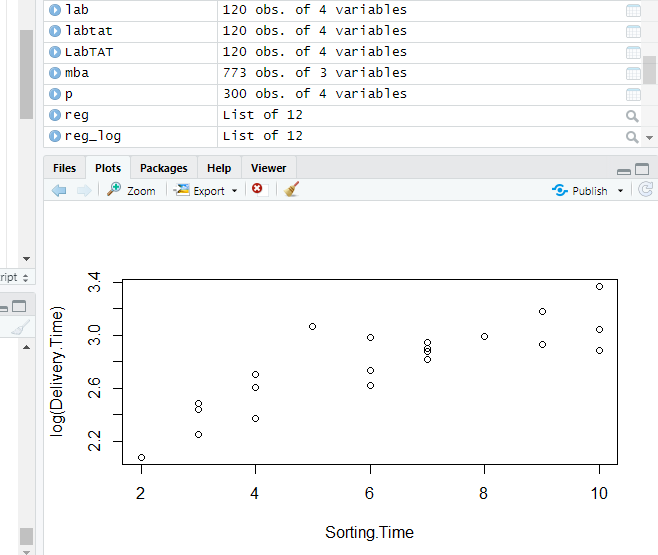 lab 120 obs. of 4 variables
labtat 120 obs. of 4 variables
LabTAT 120 obs. of 4 variables
mba 773 obs. of 3 variables
p 300 obs. of 4 variables
reg List of 12
reg_log List of 12
Files Plots Packages Help Viewer
Zoom Export Publish
ript
log(Delivery.Time)
3.4
3.0
2.6
2.2
2 4 6 8 10
Sorting.Time